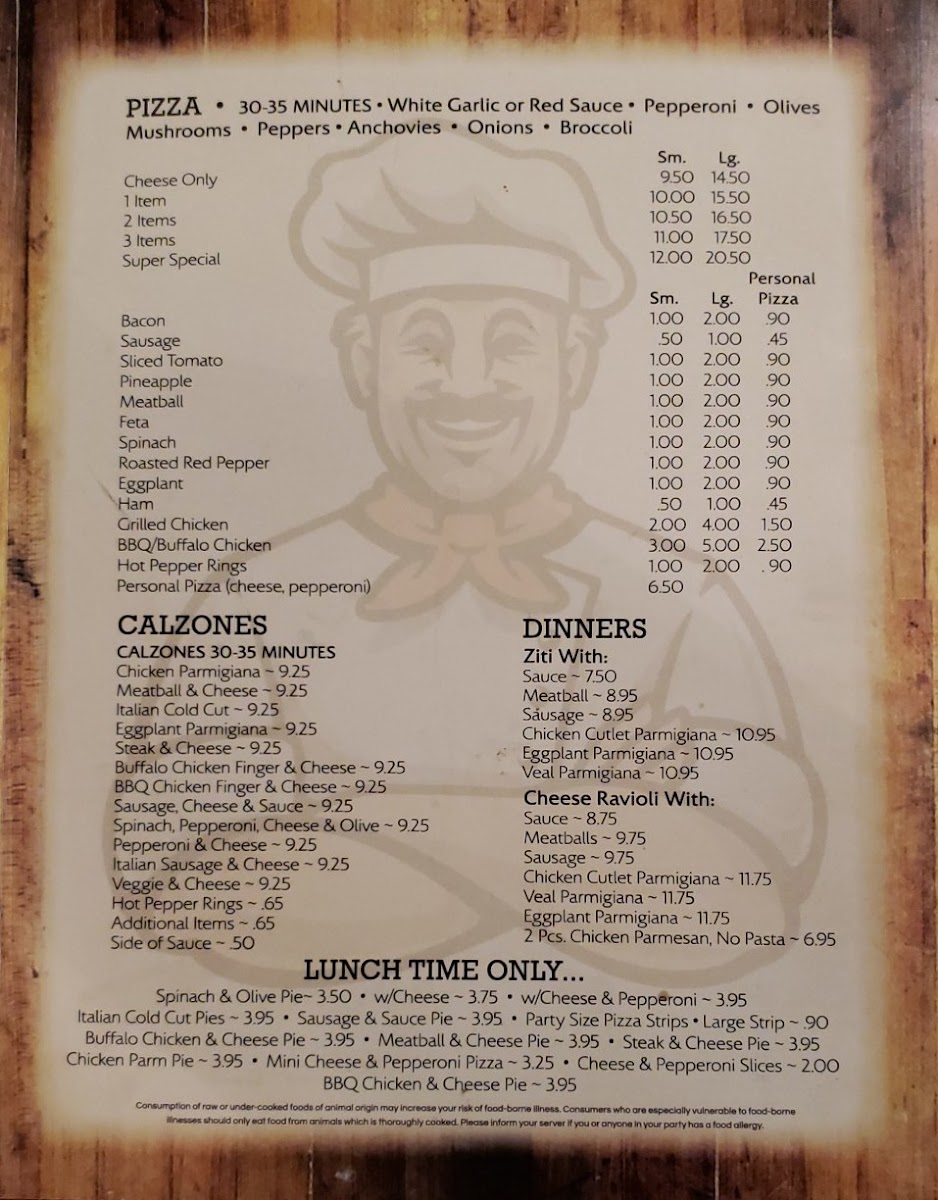 PIZZA • 30-35 MINUTES • White Garlic or Red Sauce • Pepperoni • Olives
Mushrooms • Peppers • Anchovies • Onions • Broccoli
Sm. Lg.
Cheese Only 9.50 14.50
1 Item 10.00 15.50
2 Items 10.50 16.50
3 Items 11.00 17.50
Super Special 12.00 20.50
Personal
Sm. Lg. Pizza
Bacon 1.00 2.00 .90
Sausage .50 1.00 .45
Sliced Tomato 1.00 2.00 .90
Pineapple 1.00 2.00 .90
Meatball 1.00 2.00 .90
Feta 1.00 2.00 .90
Spinach 1.00 2.00 .90
Roasted Red Pepper 1.00 2.00 .90
Eggplant 1.00 2.00 .90
Ham .50 1.00 .45
Grilled Chicken 2.00 4.00 1.50
BBQ/Buffalo Chicken 3.00 5.00 2.50
Hot Pepper Rings 1.00 2.00 .90
Personal Pizza (cheese, pepperoni) 6.50
CALZONES
CALZONES 30-35 MINUTES
Chicken Parmigiana ~ 9.25
Meatball & Cheese ~ 9.25
Italian Cold Cut ~ 9.25
Eggplant Parmigiana ~ 9.25
Steak & Cheese ~ 9.25
Buffalo Chicken Finger & Cheese ~ 9.25
BBQ Chicken Finger & Cheese ~ 9.25
Sausage, Cheese & Sauce ~ 9.25
Spinach, Pepperoni, Cheese & Olive ~ 9.25
Pepperoni & Cheese ~ 9.25
Italian Sausage & Cheese ~ 9.25
Veggie & Cheese ~ 9.25
Hot Pepper Rings ~ .65
Additional Items ~ .65
Side of Sauce ~ .50
DINNERS
Ziti With:
Sauce ~ 7.50
Meatball ~ 8.95
Sausage ~ 8.95
Chicken Cutlet Parmigiana ~ 10.95
Eggplant Parmigiana ~ 10.95
Veal Parmigiana ~ 10.95
Cheese Ravioli With:
Sauce ~ 8.75
Meatballs ~ 9.75
Sausage ~ 9.75
Chicken Cutlet Parmigiana ~ 11.75
Veal Parmigiana ~ 11.75
Eggplant Parmigiana ~ 11.75
2 Pcs. Chicken Parmesan, No Pasta ~ 6.95
LUNCH TIME ONLY...
Spinach & Olive Pie~ 3.50 • w/Cheese ~ 3.75 • w/Cheese & Pepperoni ~ 3.95
Italian Cold Cut Pies ~ 3.95 • Sausage & Sauce Pie ~ 3.95 • Party Size Pizza Strips • Large Strip ~ .90
Buffalo Chicken & Cheese Pie ~ 3.95 • Meatball & Cheese Pie ~ 3.95 • Steak & Cheese Pie ~ 3.95
Chicken Parm Pie ~ 3.95 • Mini Cheese & Pepperoni Pizza ~ 3.25 • Cheese & Pepperoni Slices ~ 2.00
BBQ Chicken & Cheese Pie ~ 3.95
Consumption of raw or under-cooked foods of animal origin may increase your risk of food-borne illness. Consumers who are especially vulnerable to food-borne
illnesses should only eat food from animals which is thoroughly cooked. Please inform your server if you or anyone in your party has a food allergy.